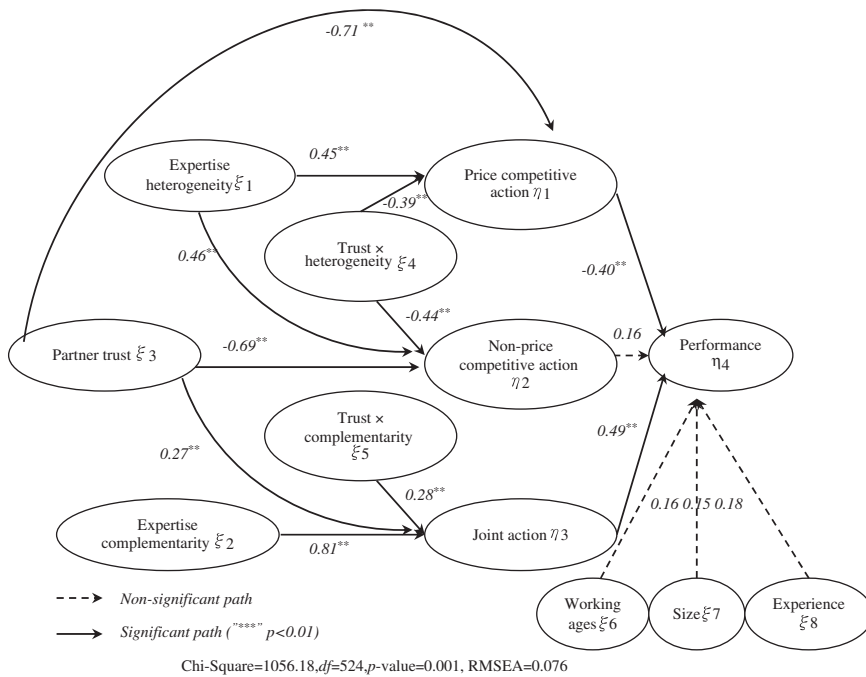 -0.71 **
Expertise
heterogeneity ξ 1
0.45**
Price competitive
action η1
-0.39**
Trust ×
heterogeneity ξ 4
0.46**
-0.40**
-0.44**
Partner trust ξ 3
-0.69**
Non-price
competitive action
η2
0.16
Performance
η4
Trust ×
complementarity
ξ5
0.27**
0.49**
0.28**
Expertise
complementarity ξ 2
0.81**
Joint action η3
0.16 0.15 0.18
Working
ages ξ6
Size ξ7
Experience
ξ8
Non-significant path
Significant path ("***" p<0.01)
Chi-Square=1056.18,df=524,p-value=0.001, RMSEA=0.076